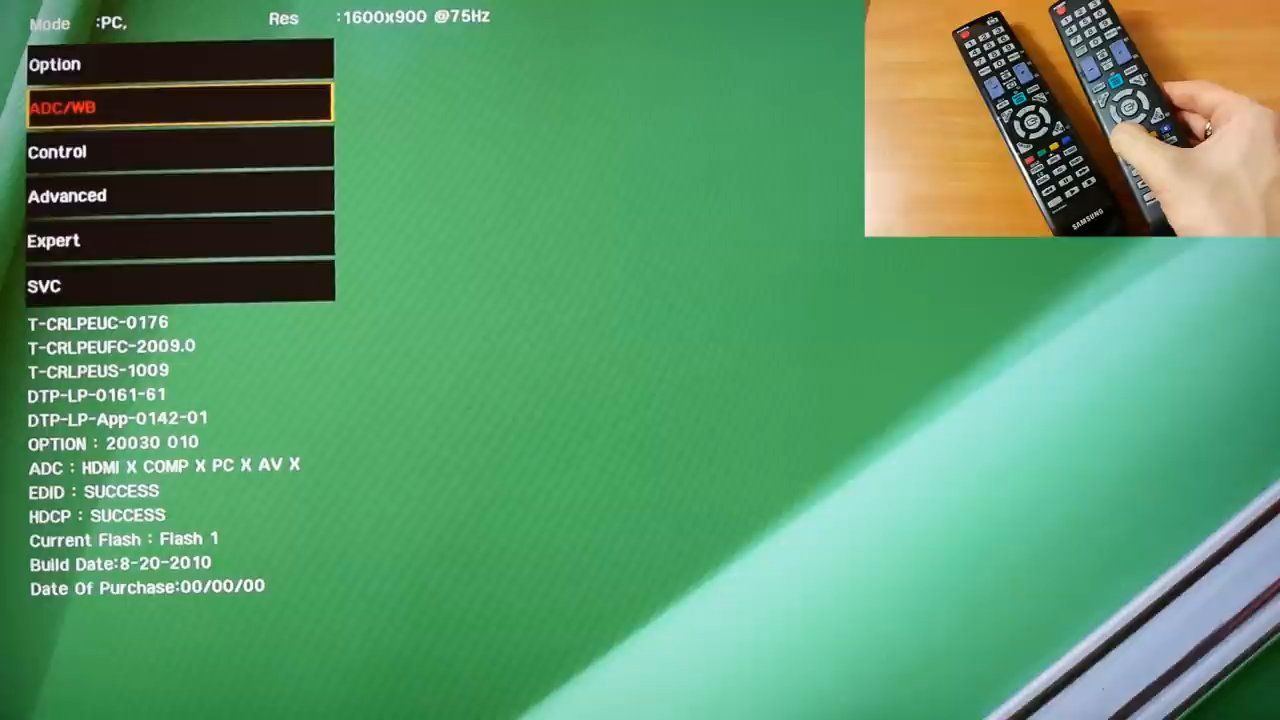 Mode :PC, Res :1600x900 @75Hz
Option
ADC/WB
Control
Advanced
Expert
SVC
T-CRLPEUC-0176
T-CRLPEUFC-2009.0
T-CRLPEUS-1009
DTP-LP-0161-61
DTP-LP-App-0142-01
OPTION : 20030 010
ADC : HDMI X COMP X PC X AV X
EDID : SUCCESS
HDCP : SUCCESS
Current Flash : Flash 1
Build Date:8-20-2010
Date Of Purchase:00/00/00
SAMSUNG